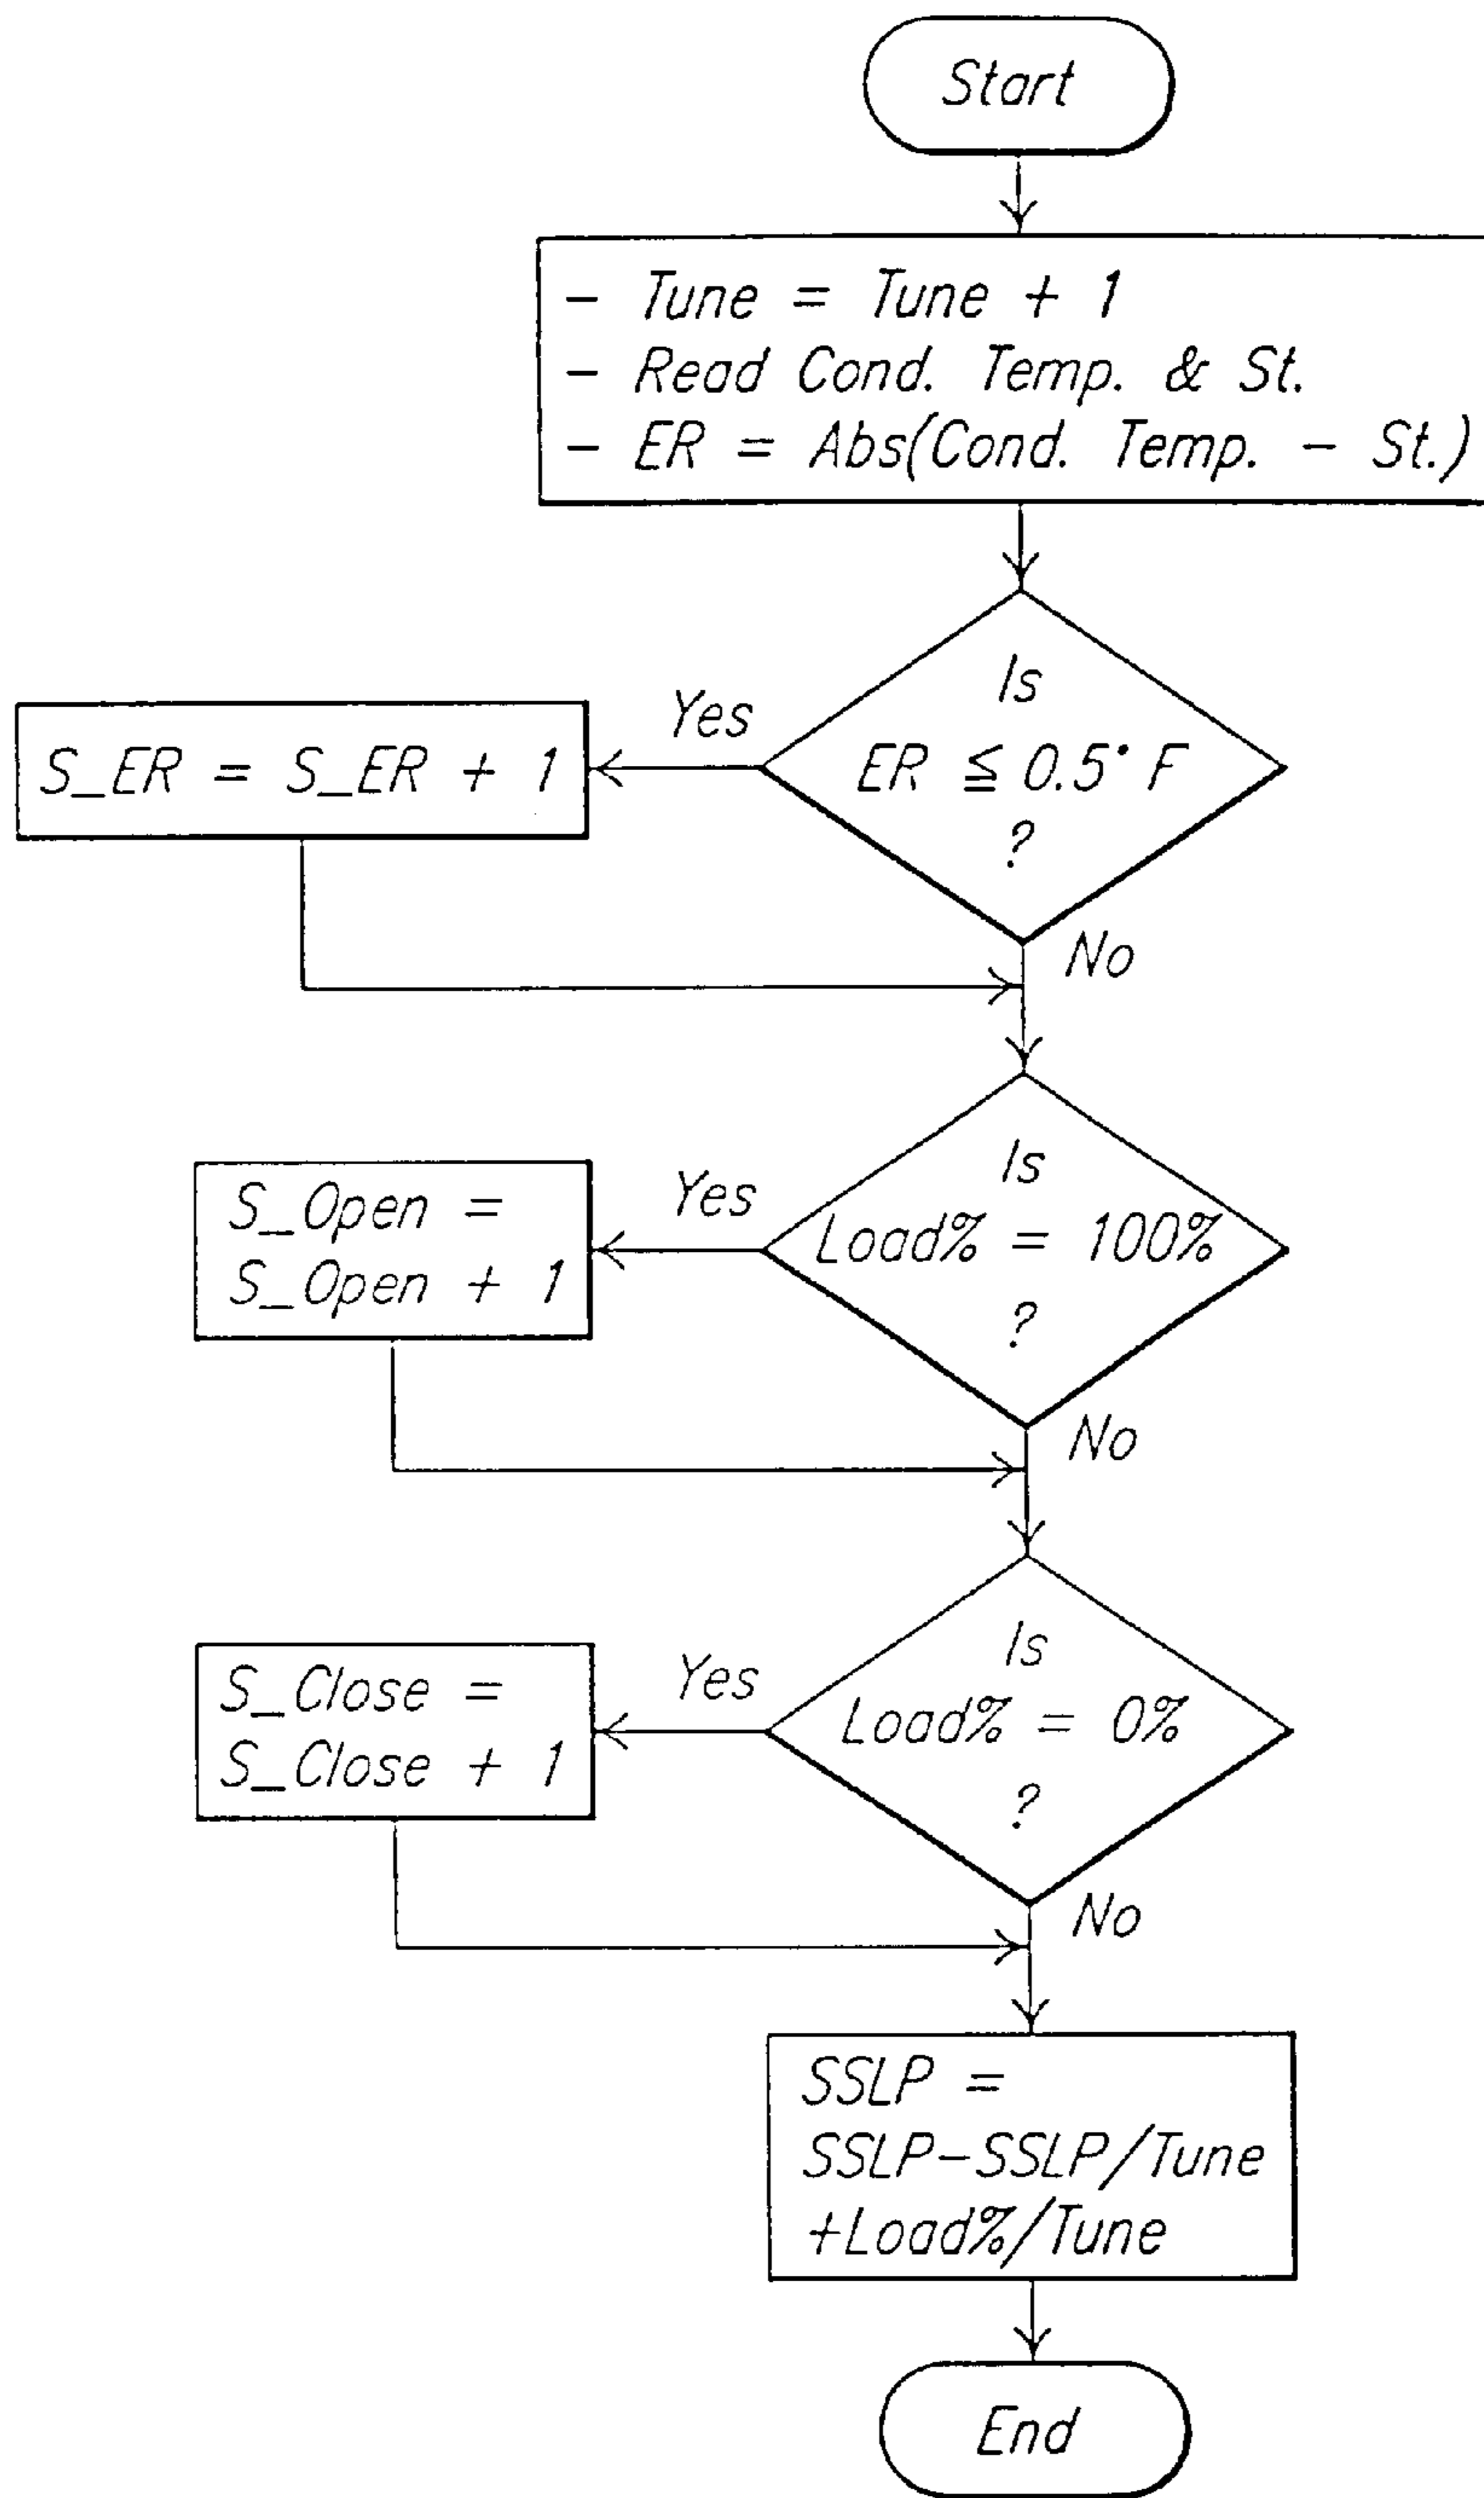 Start
- Tune = Tune + 1
- Read Cond. Temp. & St.
- ER = Abs(Cond. Temp. - St.)
Is
ER ≦ 0.5° F
?
Yes
S_ER = S_ER + 1
No
Is
Load% = 100%
?
Yes
S_Open =
S_Open + 1
No
Is
Load% = 0%
?
Yes
S_Close =
S_Close + 1
No
SSLP =
SSLP-SSLP/Tune
+Load%/Tune
End